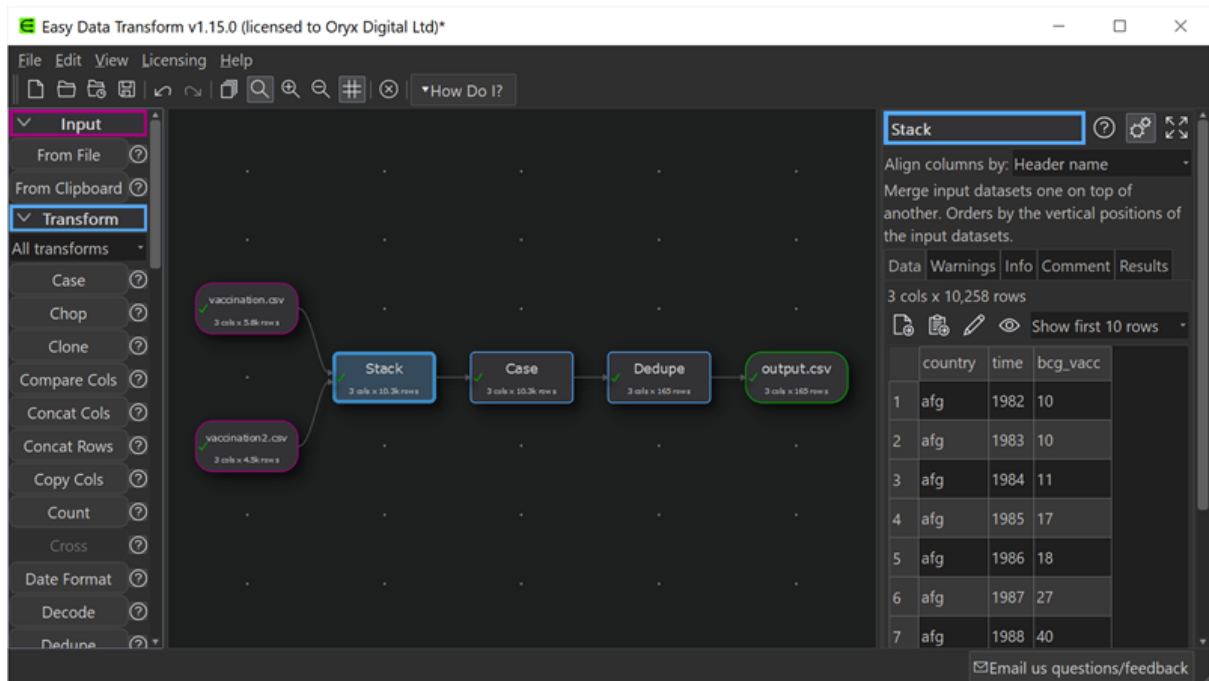 Easy Data Transform v1.15.0 (licensed to Oryx Digital Ltd)*
File Edit View Licensing Help
How Do I?
Input
From File
From Clipboard
Transform
All transforms
Case
Chop
Clone
Compare Cols
Concat Cols
Concat Rows
Copy Cols
Count
Cross
Date Format
Decode
Dedupe
vaccination.csv
3 cols x 5.8k rows
vaccination2.csv
3 cols x 4.5k rows
Stack
3 cols x 10.3k rows
Case
3 cols x 10.3k rows
Dedupe
3 cols x 165 rows
output.csv
3 cols x 165 rows
Stack
Align columns by: Header name
Merge input datasets one on top of
another. Orders by the vertical positions of
the input datasets.
Data Warnings Info Comment Results
3 cols x 10,258 rows
Show first 10 rows
country time bcg_vacc
1 afg 1982 10
2 afg 1983 10
3 afg 1984 11
4 afg 1985 17
5 afg 1986 18
6 afg 1987 27
7 afg 1988 40
Email us questions/feedback